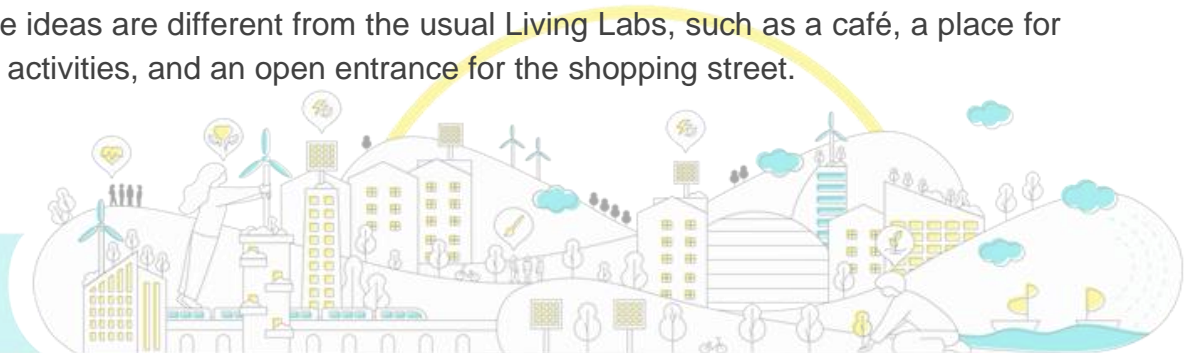 e ideas are different from the usual Living Labs, such as a café, a place for
activities, and an open entrance for the shopping street.